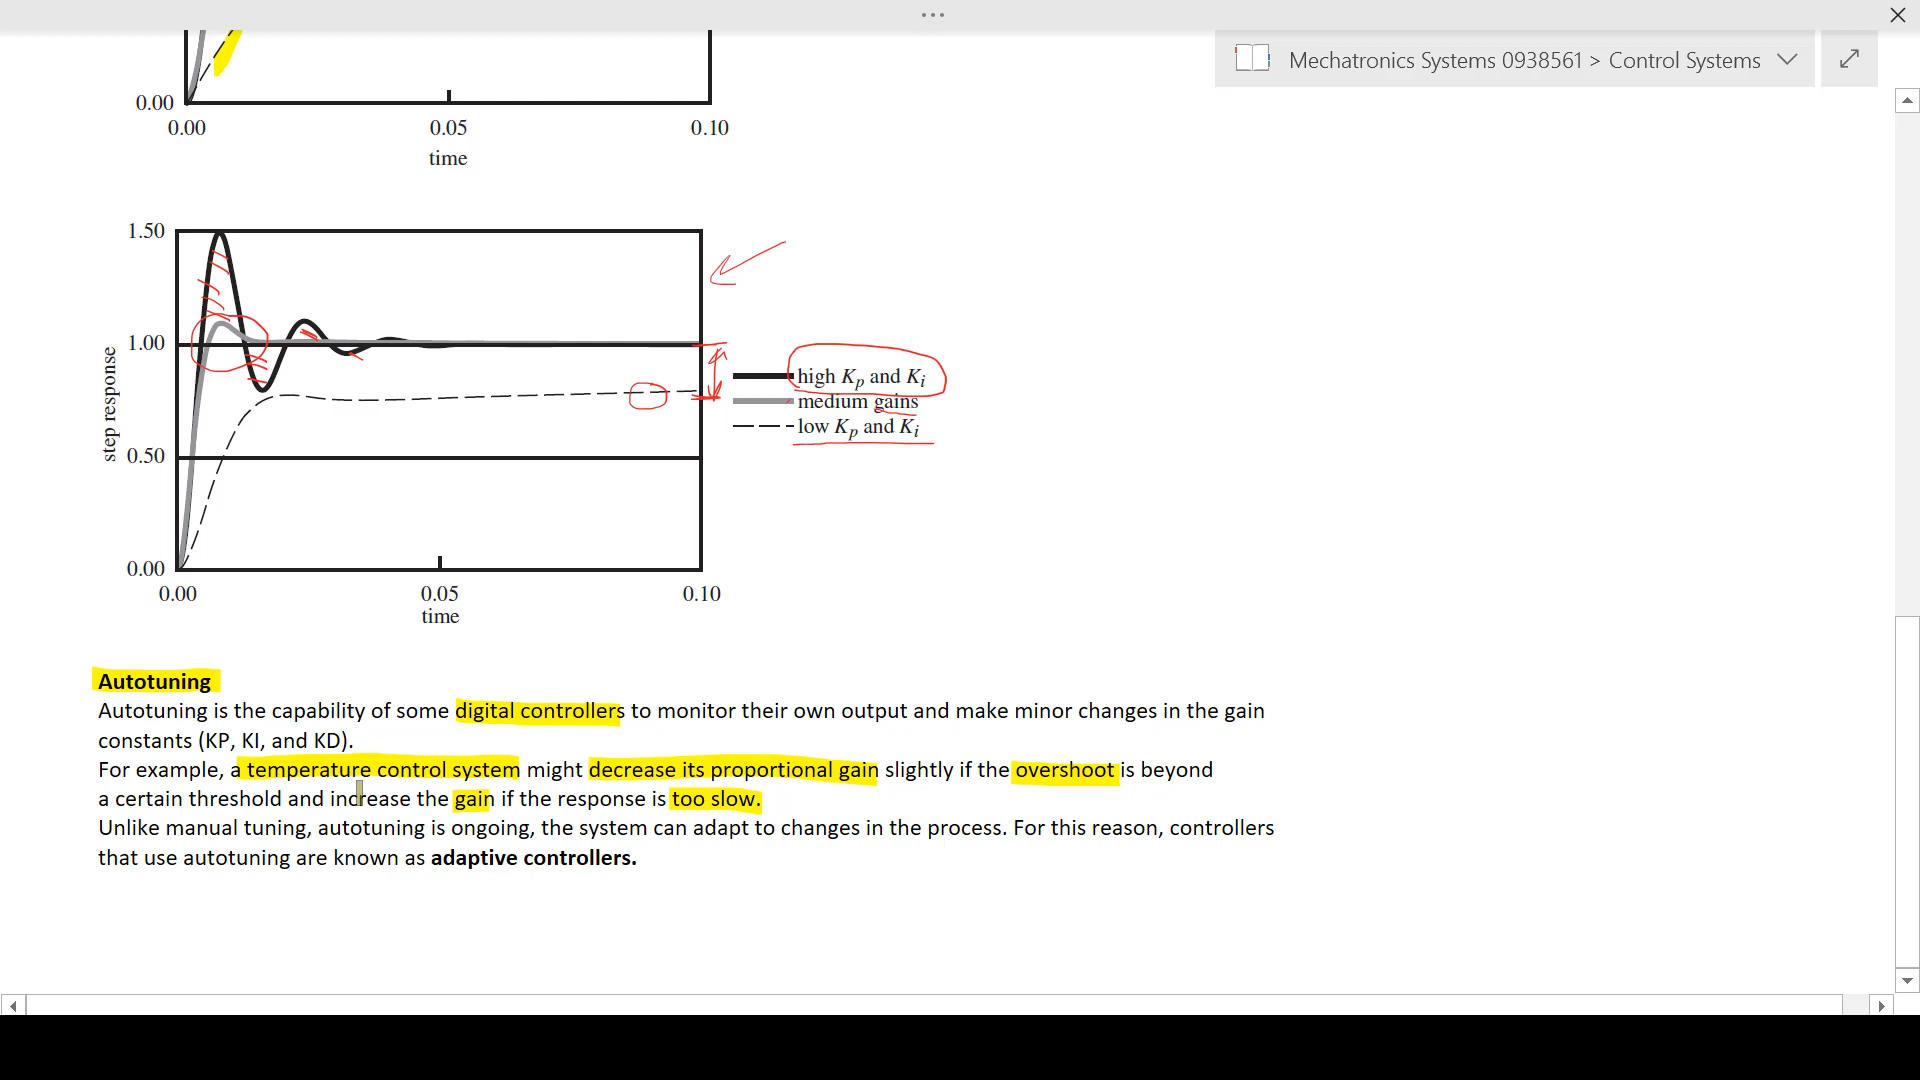 Mechatronics Systems 0938561 > Control Systems
0.00
0.00 0.05 0.10
time
1.50
1.00
0.50
0.00
step response
0.00 0.05 0.10
time
high Kp and Ki
medium gains
low Kp and Ki
Autotuning
Autotuning is the capability of some digital controllers to monitor their own output and make minor changes in the gain
constants (KP, KI, and KD).
For example, a temperature control system might decrease its proportional gain slightly if the overshoot is beyond
a certain threshold and increase the gain if the response is too slow.
Unlike manual tuning, autotuning is ongoing, the system can adapt to changes in the process. For this reason, controllers
that use autotuning are known as adaptive controllers.